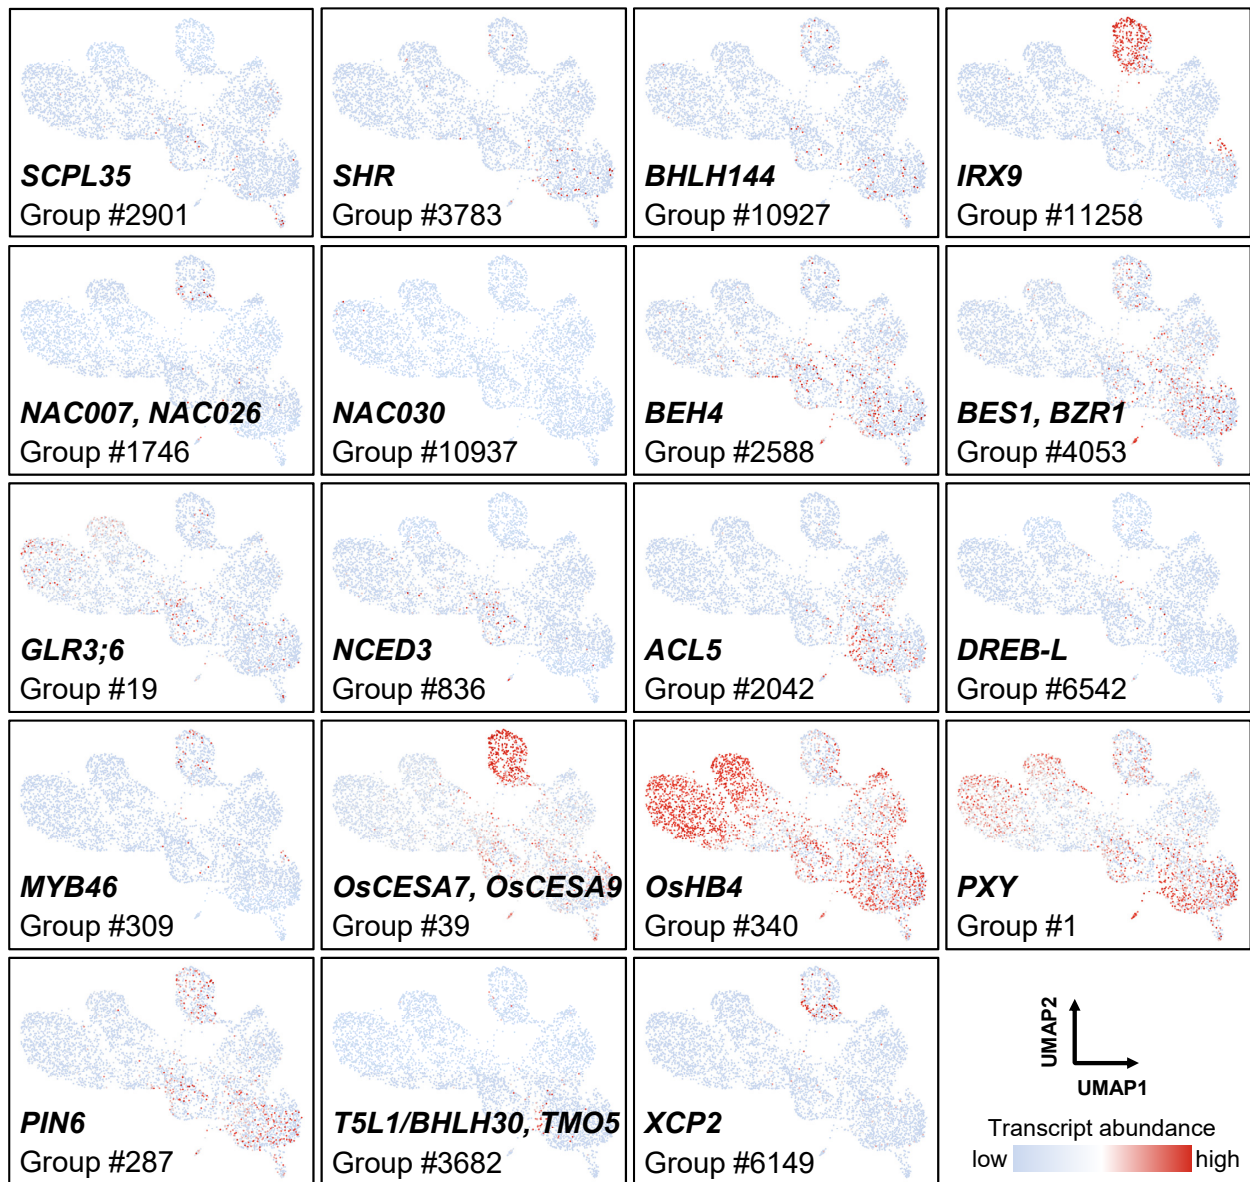 SCPL35
Group #2901
SHR
Group #3783
BHLH144
Group #10927
IRX9
Group #11258
NAC007, NAC026
Group #1746
NAC030
Group #10937
BEH4
Group #2588
BES1, BZR1
Group #4053
GLR3;6
Group #19
NCED3
Group #836
ACL5
Group #2042
DREB-L
Group #6542
MYB46
Group #309
OsCESA7, OsCESA9
Group #39
OsHB4
Group #340
PXY
Group #1
PIN6
Group #287
T5L1/BHLH30, TMO5
Group #3682
XCP2
Group #6149
UMAP2
UMAP1
Transcript abundance
low high